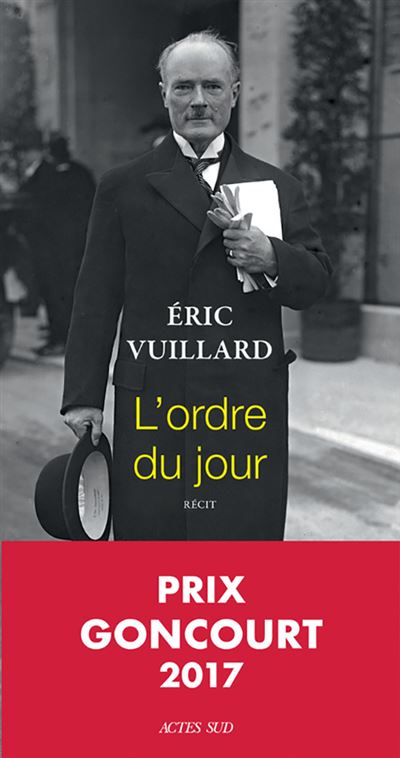 ÉRIC
VUILLARD
L'ordre
du jour
RÉCIT
PRIX
GONCOURT
2017
ACTES SUD